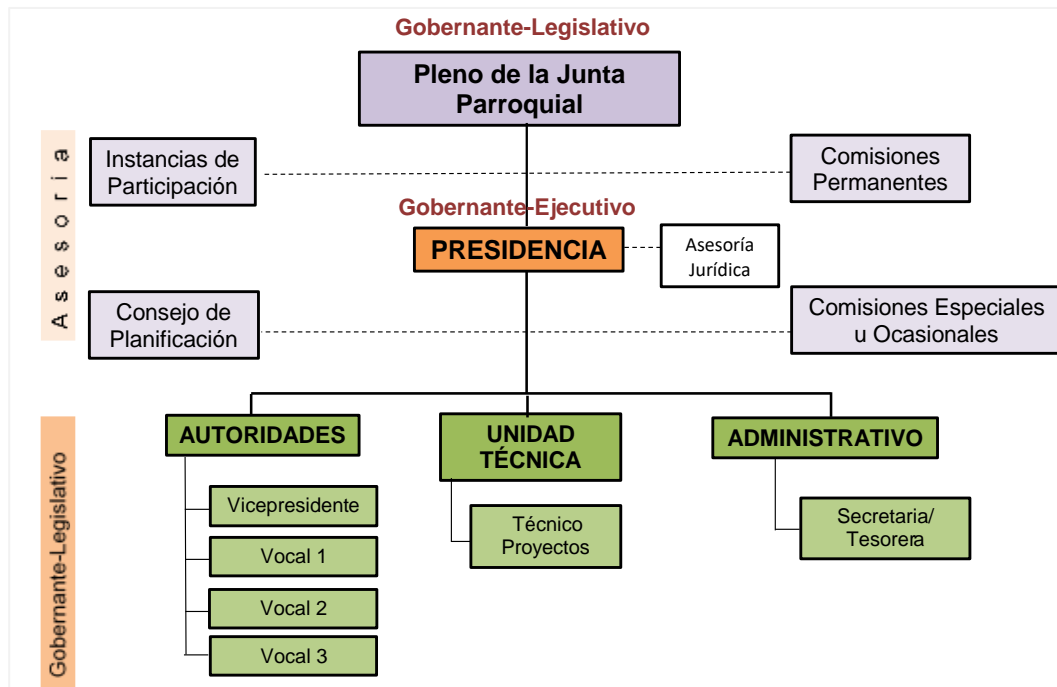 Gobernante-Legislativo
Pleno de la Junta
Parroquial
Asesoria
Instancias de
Participación
Comisiones
Permanentes
Gobernante-Ejecutivo
PRESIDENCIA
Asesoría
Jurídica
Consejo de
Planificación
Comisiones Especiales
u Ocasionales
Gobernante-Legislativo
AUTORIDADES
UNIDAD
TÉCNICA
ADMINISTRATIVO
Vicepresidente
Vocal 1
Vocal 2
Vocal 3
Técnico
Proyectos
Secretaria/
Tesorera